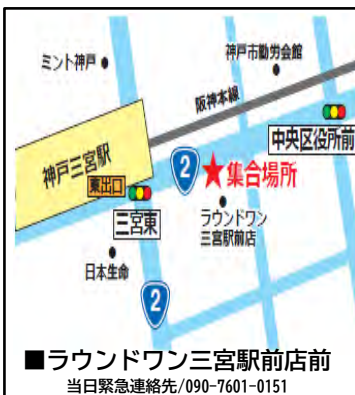 神戸市勤労会館
ミント神戸
阪神本線
中央区役所前
神戸三宮駅
東出口
2
集合場所
三宮東
ラウンドワン
三宮駅前店
日本生命
2
■ラウンドワン三宮駅前店前
当日緊急連絡先/090-7601-0151